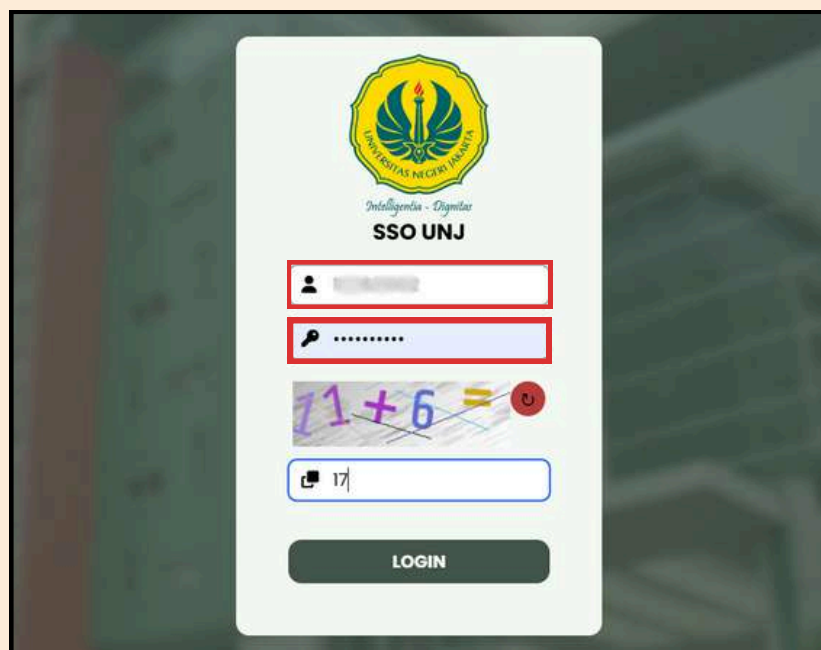 UNIVERSITAS NEGERI JAKARTA
Intelligentia - Dignitas
SSO UNJ
••••••••••
11 + 6 =
17
LOGIN